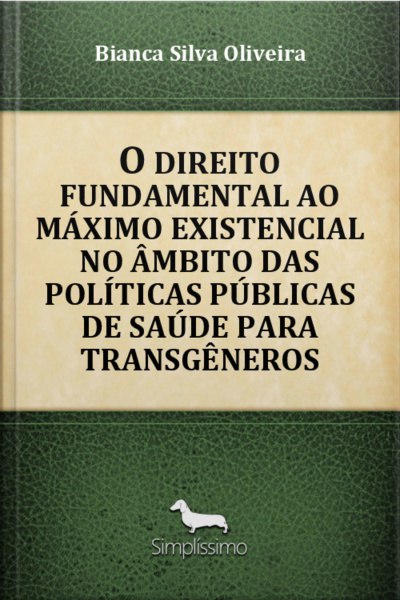 Bianca Silva Oliveira
O DIREITO
FUNDAMENTAL AO
MÁXIMO EXISTENCIAL
NO ÂMBITO DAS
POLÍTICAS PÚBLICAS
DE SAÚDE PARA
TRANSGÊNEROS
Simplíssimo